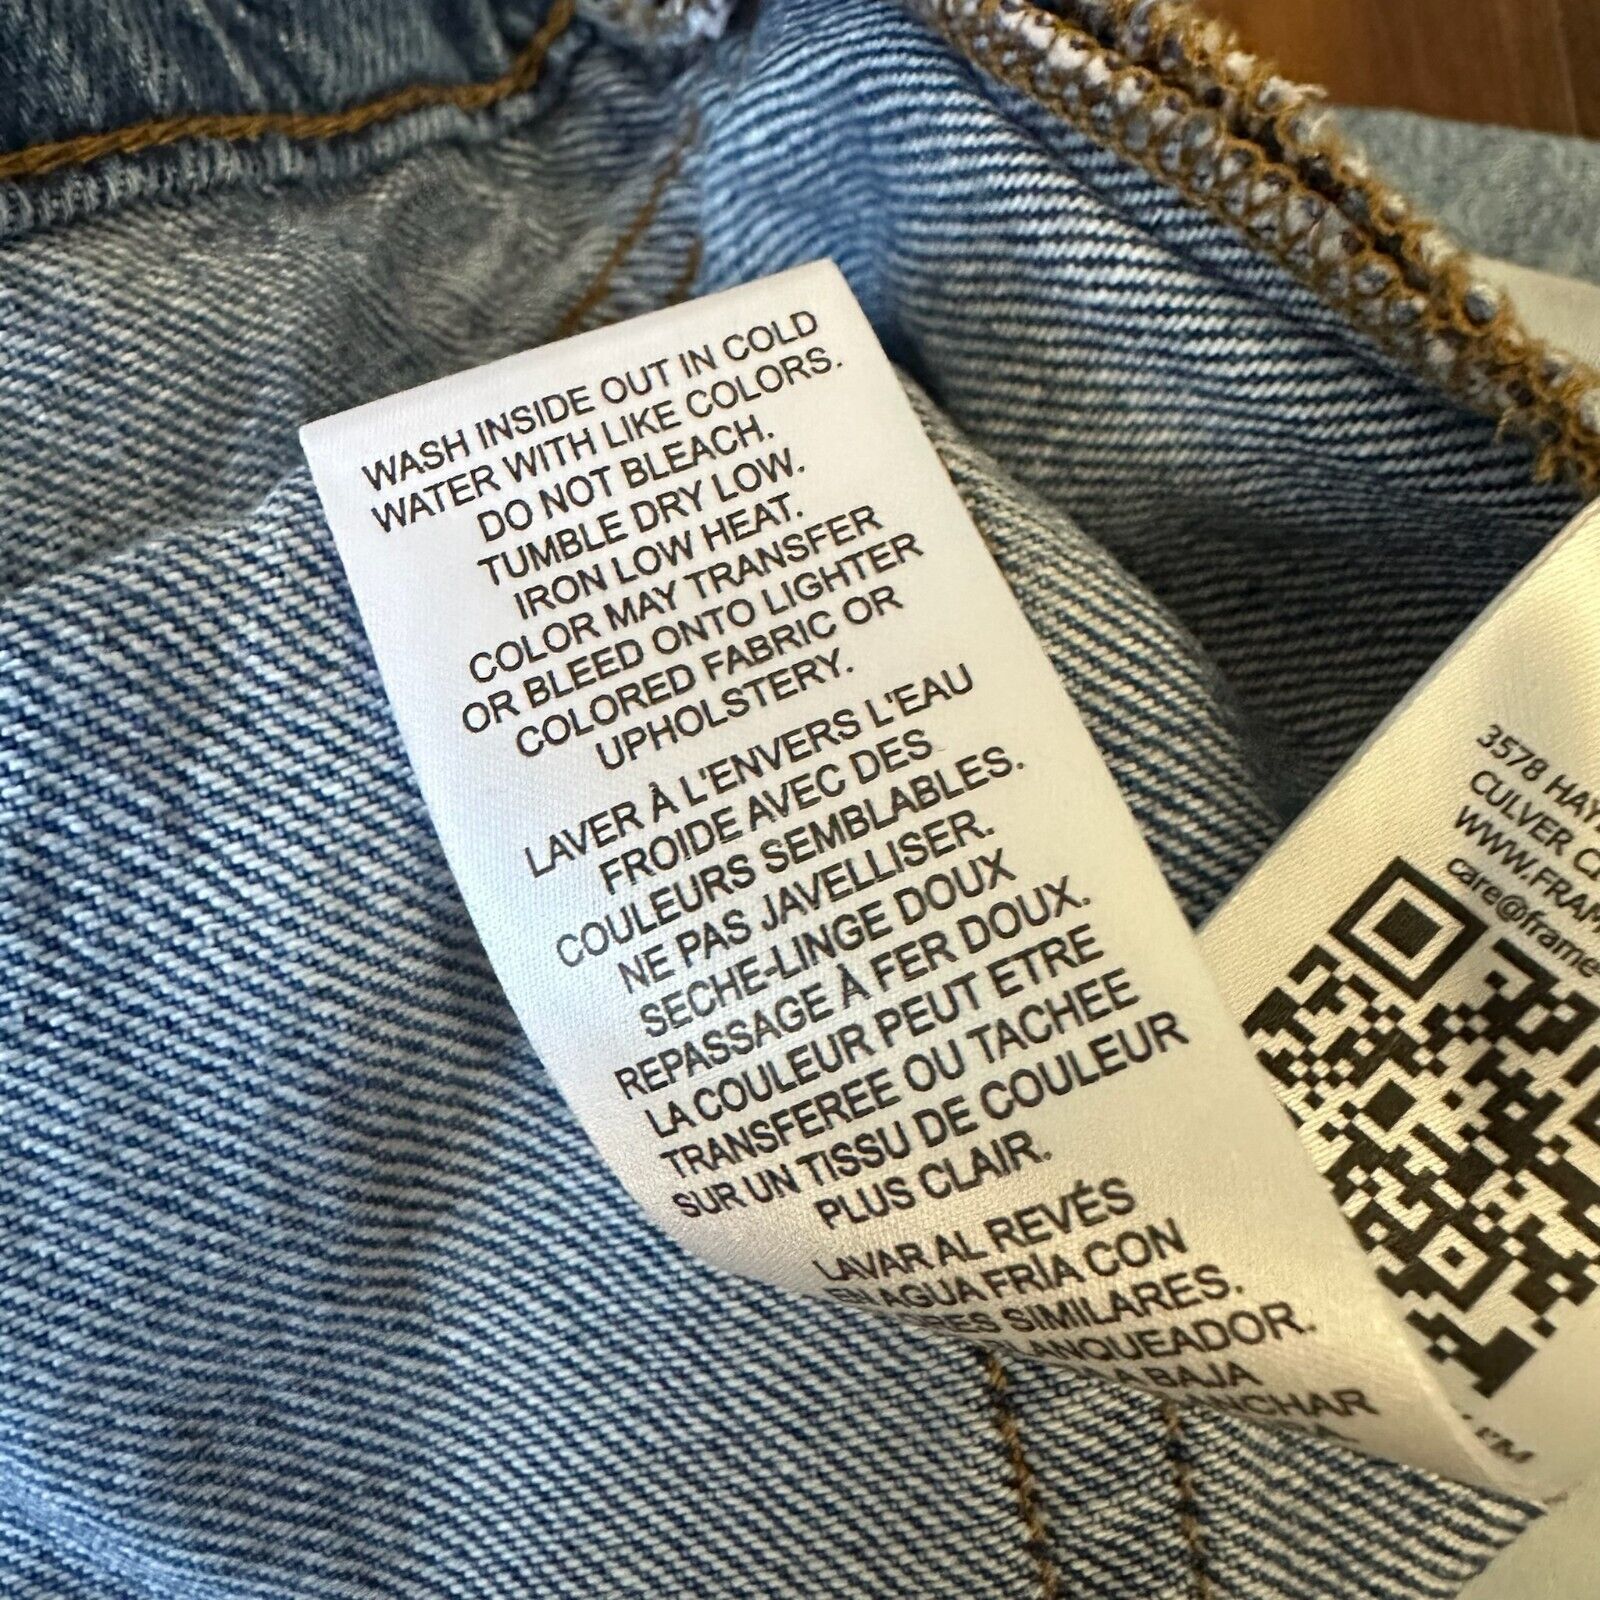 WASH INSIDE OUT IN COLD
WATER WITH LIKE COLORS.
DO NOT BLEACH.
TUMBLE DRY LOW.
IRON LOW HEAT.
COLOR MAY TRANSFER
OR BLEED ONTO LIGHTER
COLORED FABRIC OR
UPHOLSTERY.
LAVER À L'ENVERS L'EAU
FROIDE AVEC DES
COULEURS SEMBLABLES.
NE PAS JAVELLISER.
SECHE-LINGE DOUX
REPASSAGE À FER DOUX.
LA COULEUR PEUT ETRE
TRANSFEREE OU TACHEE
SUR UN TISSU DE COULEUR
PLUS CLAIR.
LAVAR AL REVÉS
EN AGUA FRÍA CON
SIMILARES.
BAJA
3578
CULVER
WWW.FRAM
care@frame